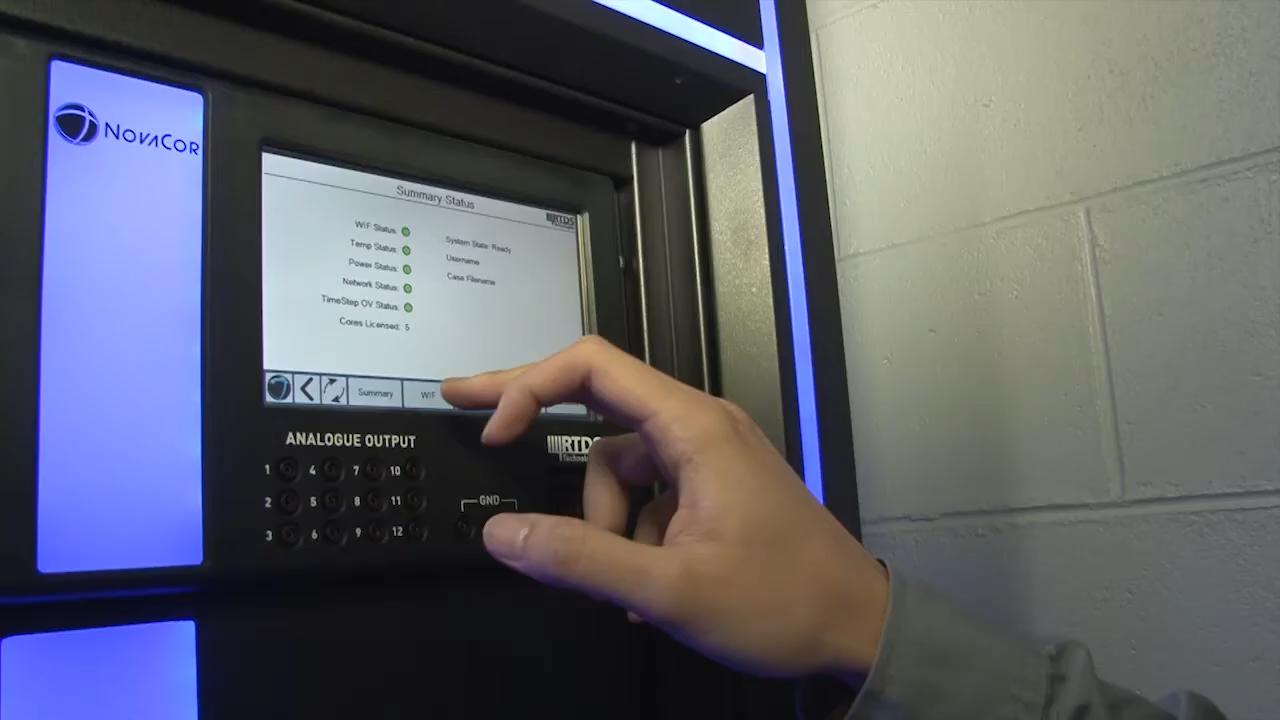 NOVACOR
Summary Status
RTDS
Technologies
WIF Status:
Temp Status:
Power Status:
Network Status:
TimeStep OV Status:
Cores Licensed: 5
System State: Ready
Username
Case Filename
Summary
WIF
ANALOGUE OUTPUT
RTDS
1 4 7 10
2 5 8 11
3 6 9 12
GND